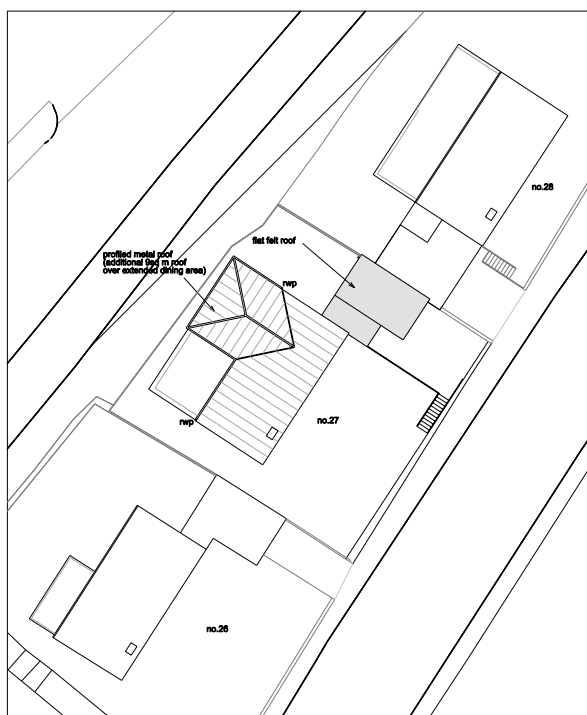 no.28
flat felt roof
profiled metal roof
(additional 9sq m roof
over extended dining area)
rwp
no.27
rwp
no.26